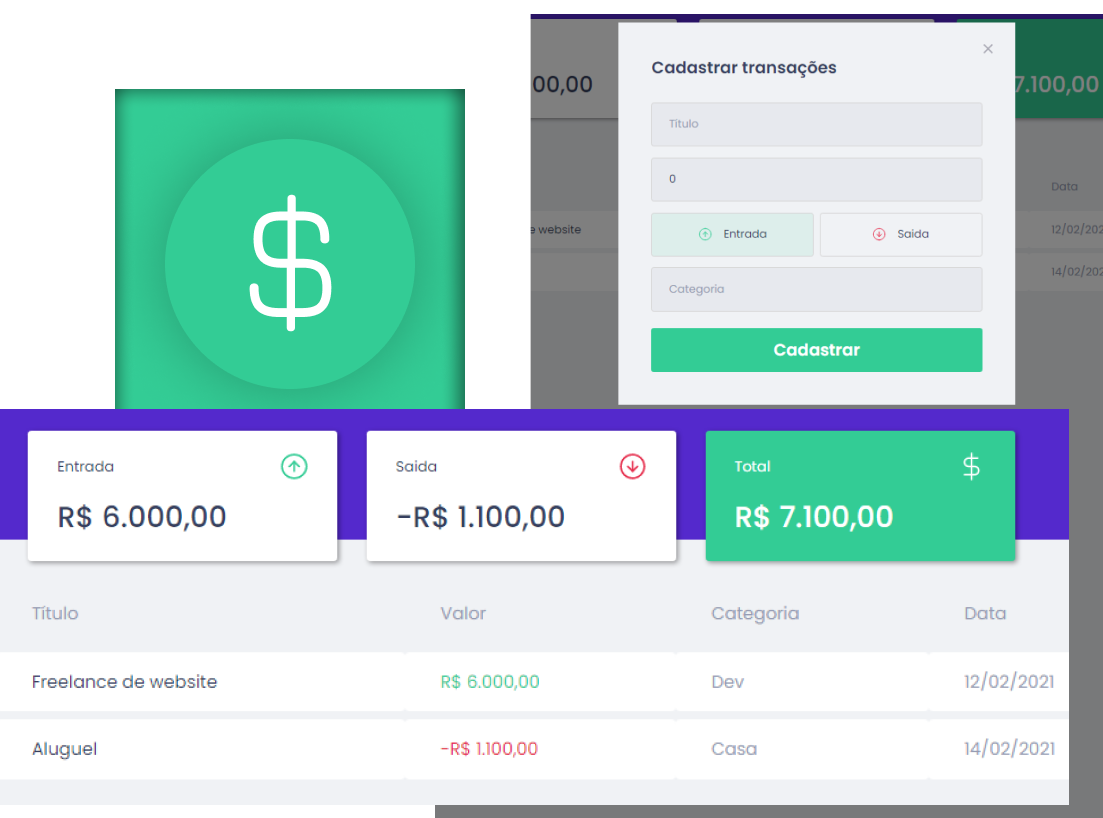 $
00,00
7.100,00
Cadastrar transações
×
Título
0
Entrada
Saida
Categoria
Cadastrar
Data
e website
12/02/202
14/02/202
Entrada
R$ 6.000,00
Saida
-R$ 1.100,00
Total
$
R$ 7.100,00
Título Valor Categoria Data
Freelance de website R$ 6.000,00 Dev 12/02/2021
Aluguel -R$ 1.100,00 Casa 14/02/2021